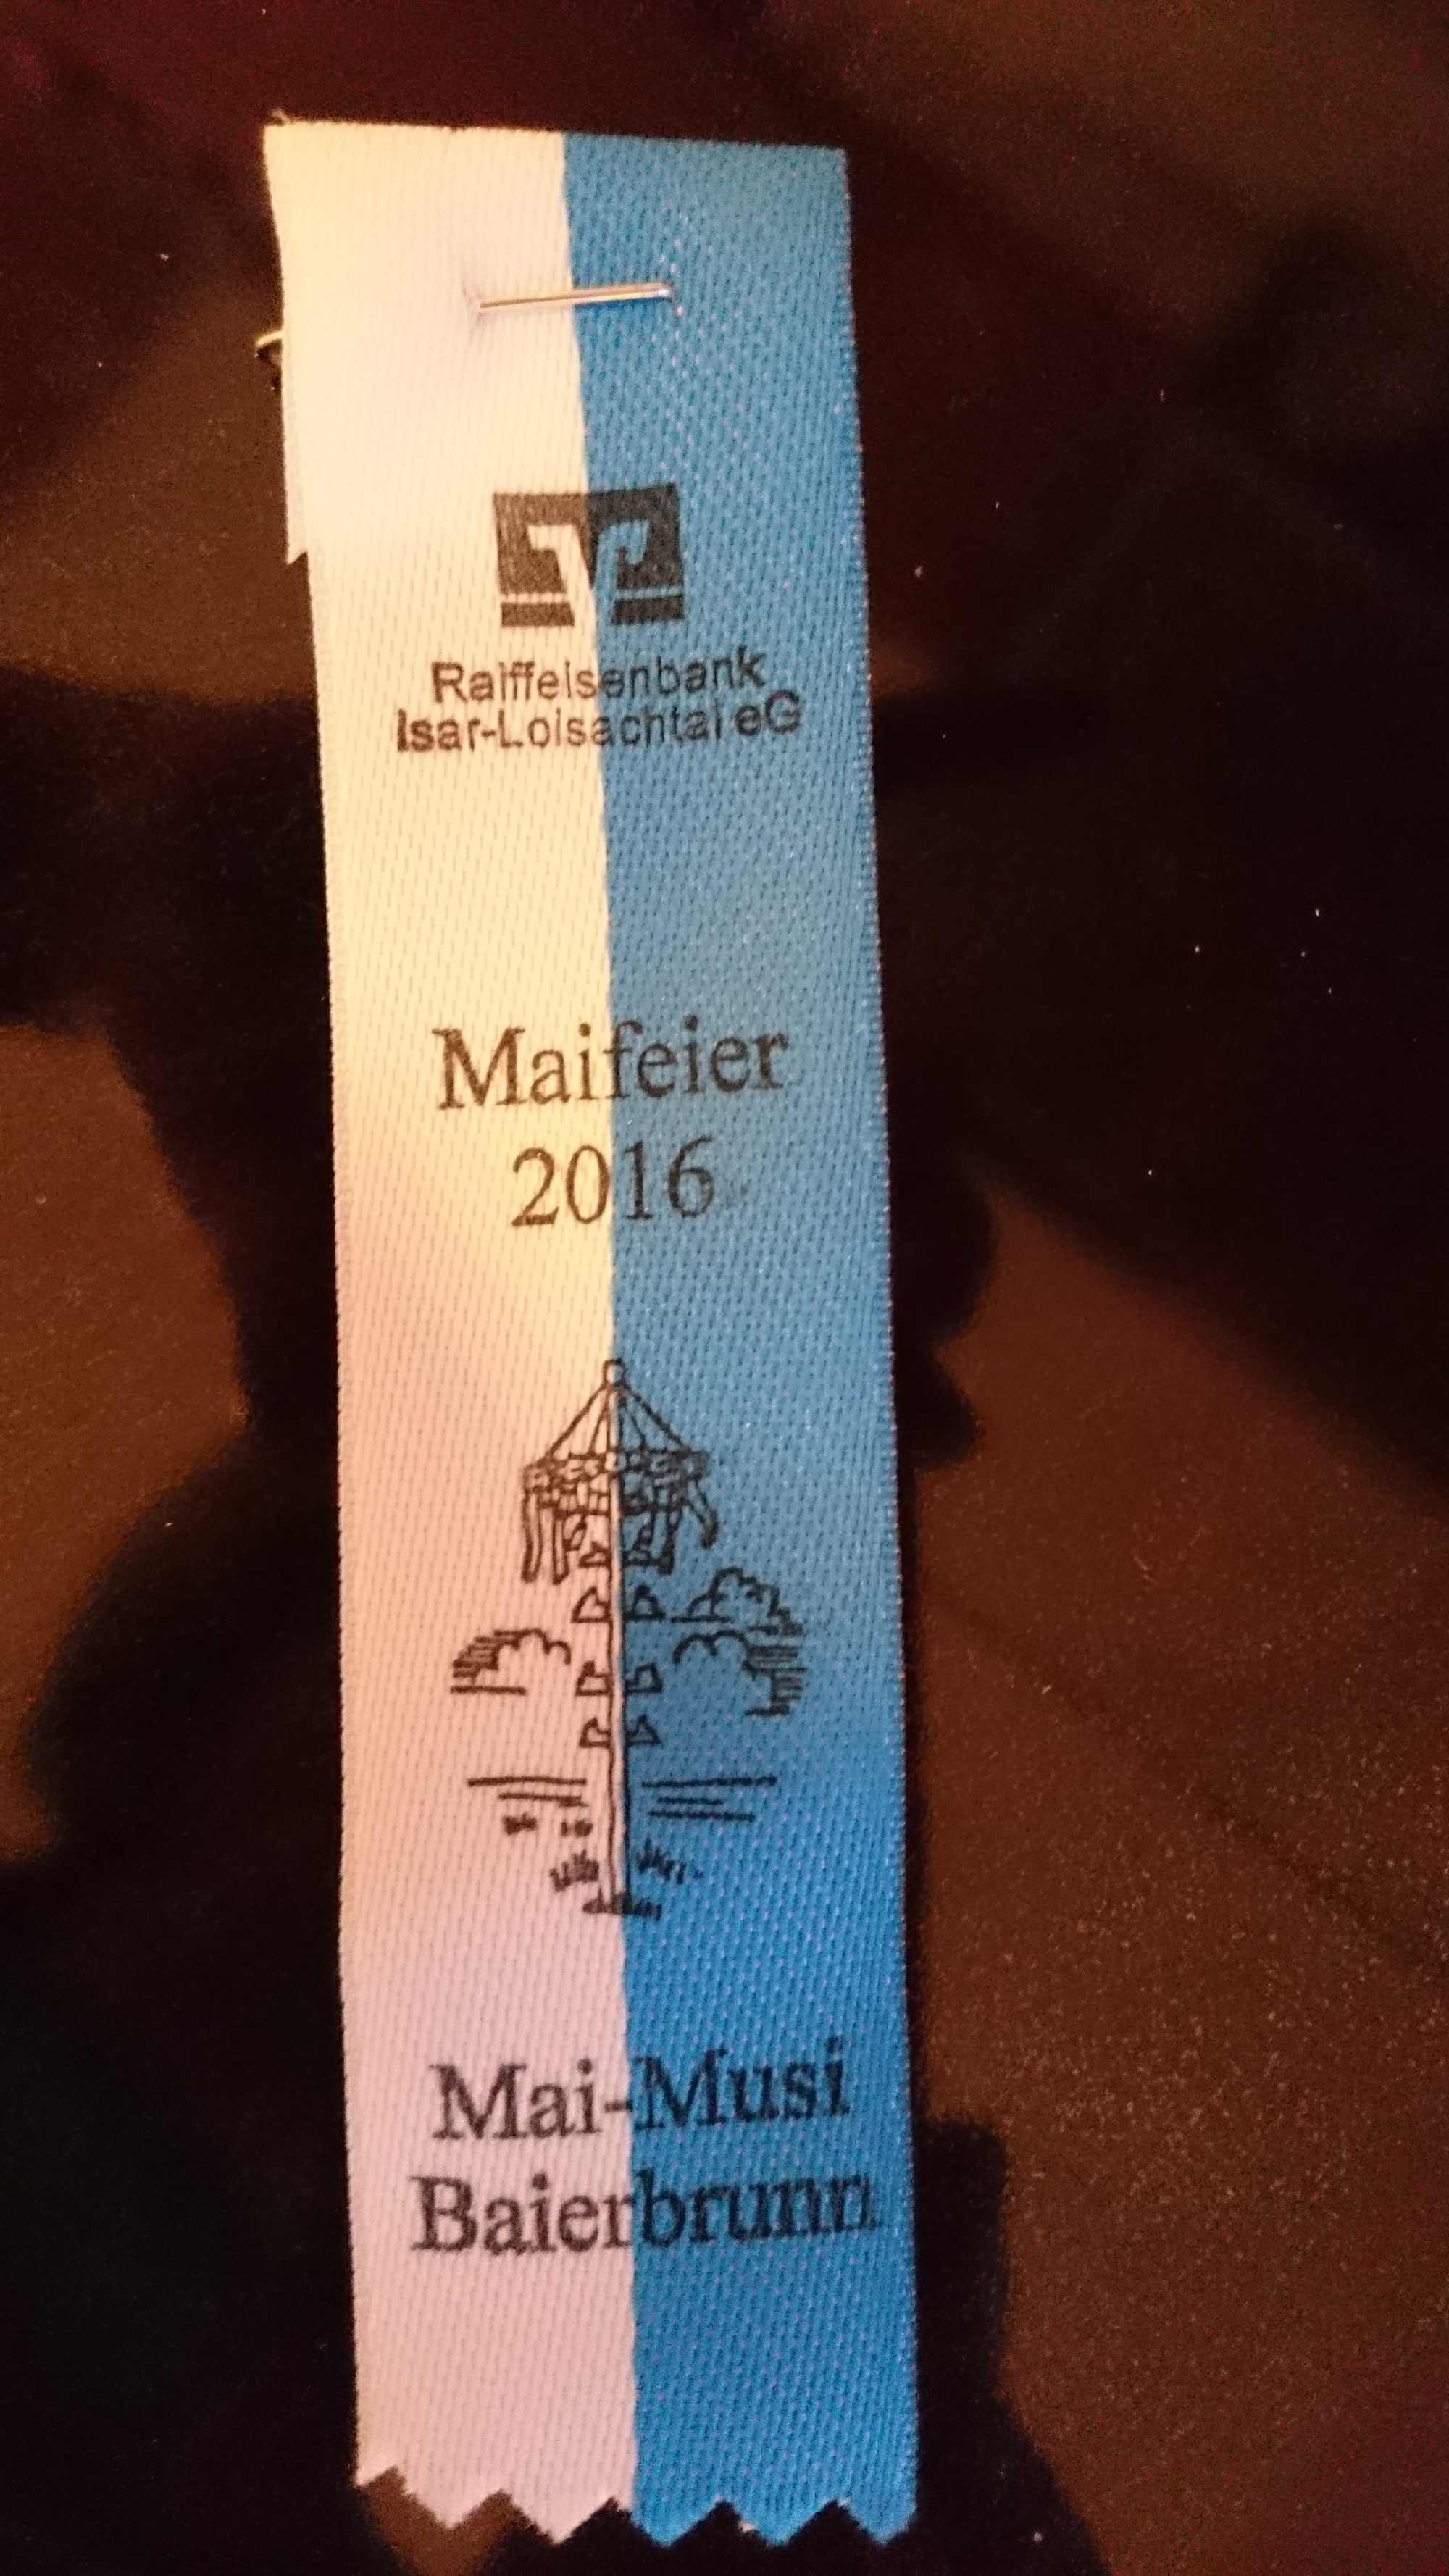 Raiffeisenbank
Isar-Loisachtal eG
Maifeier
2016
Mai-Musi
Baierbrunn